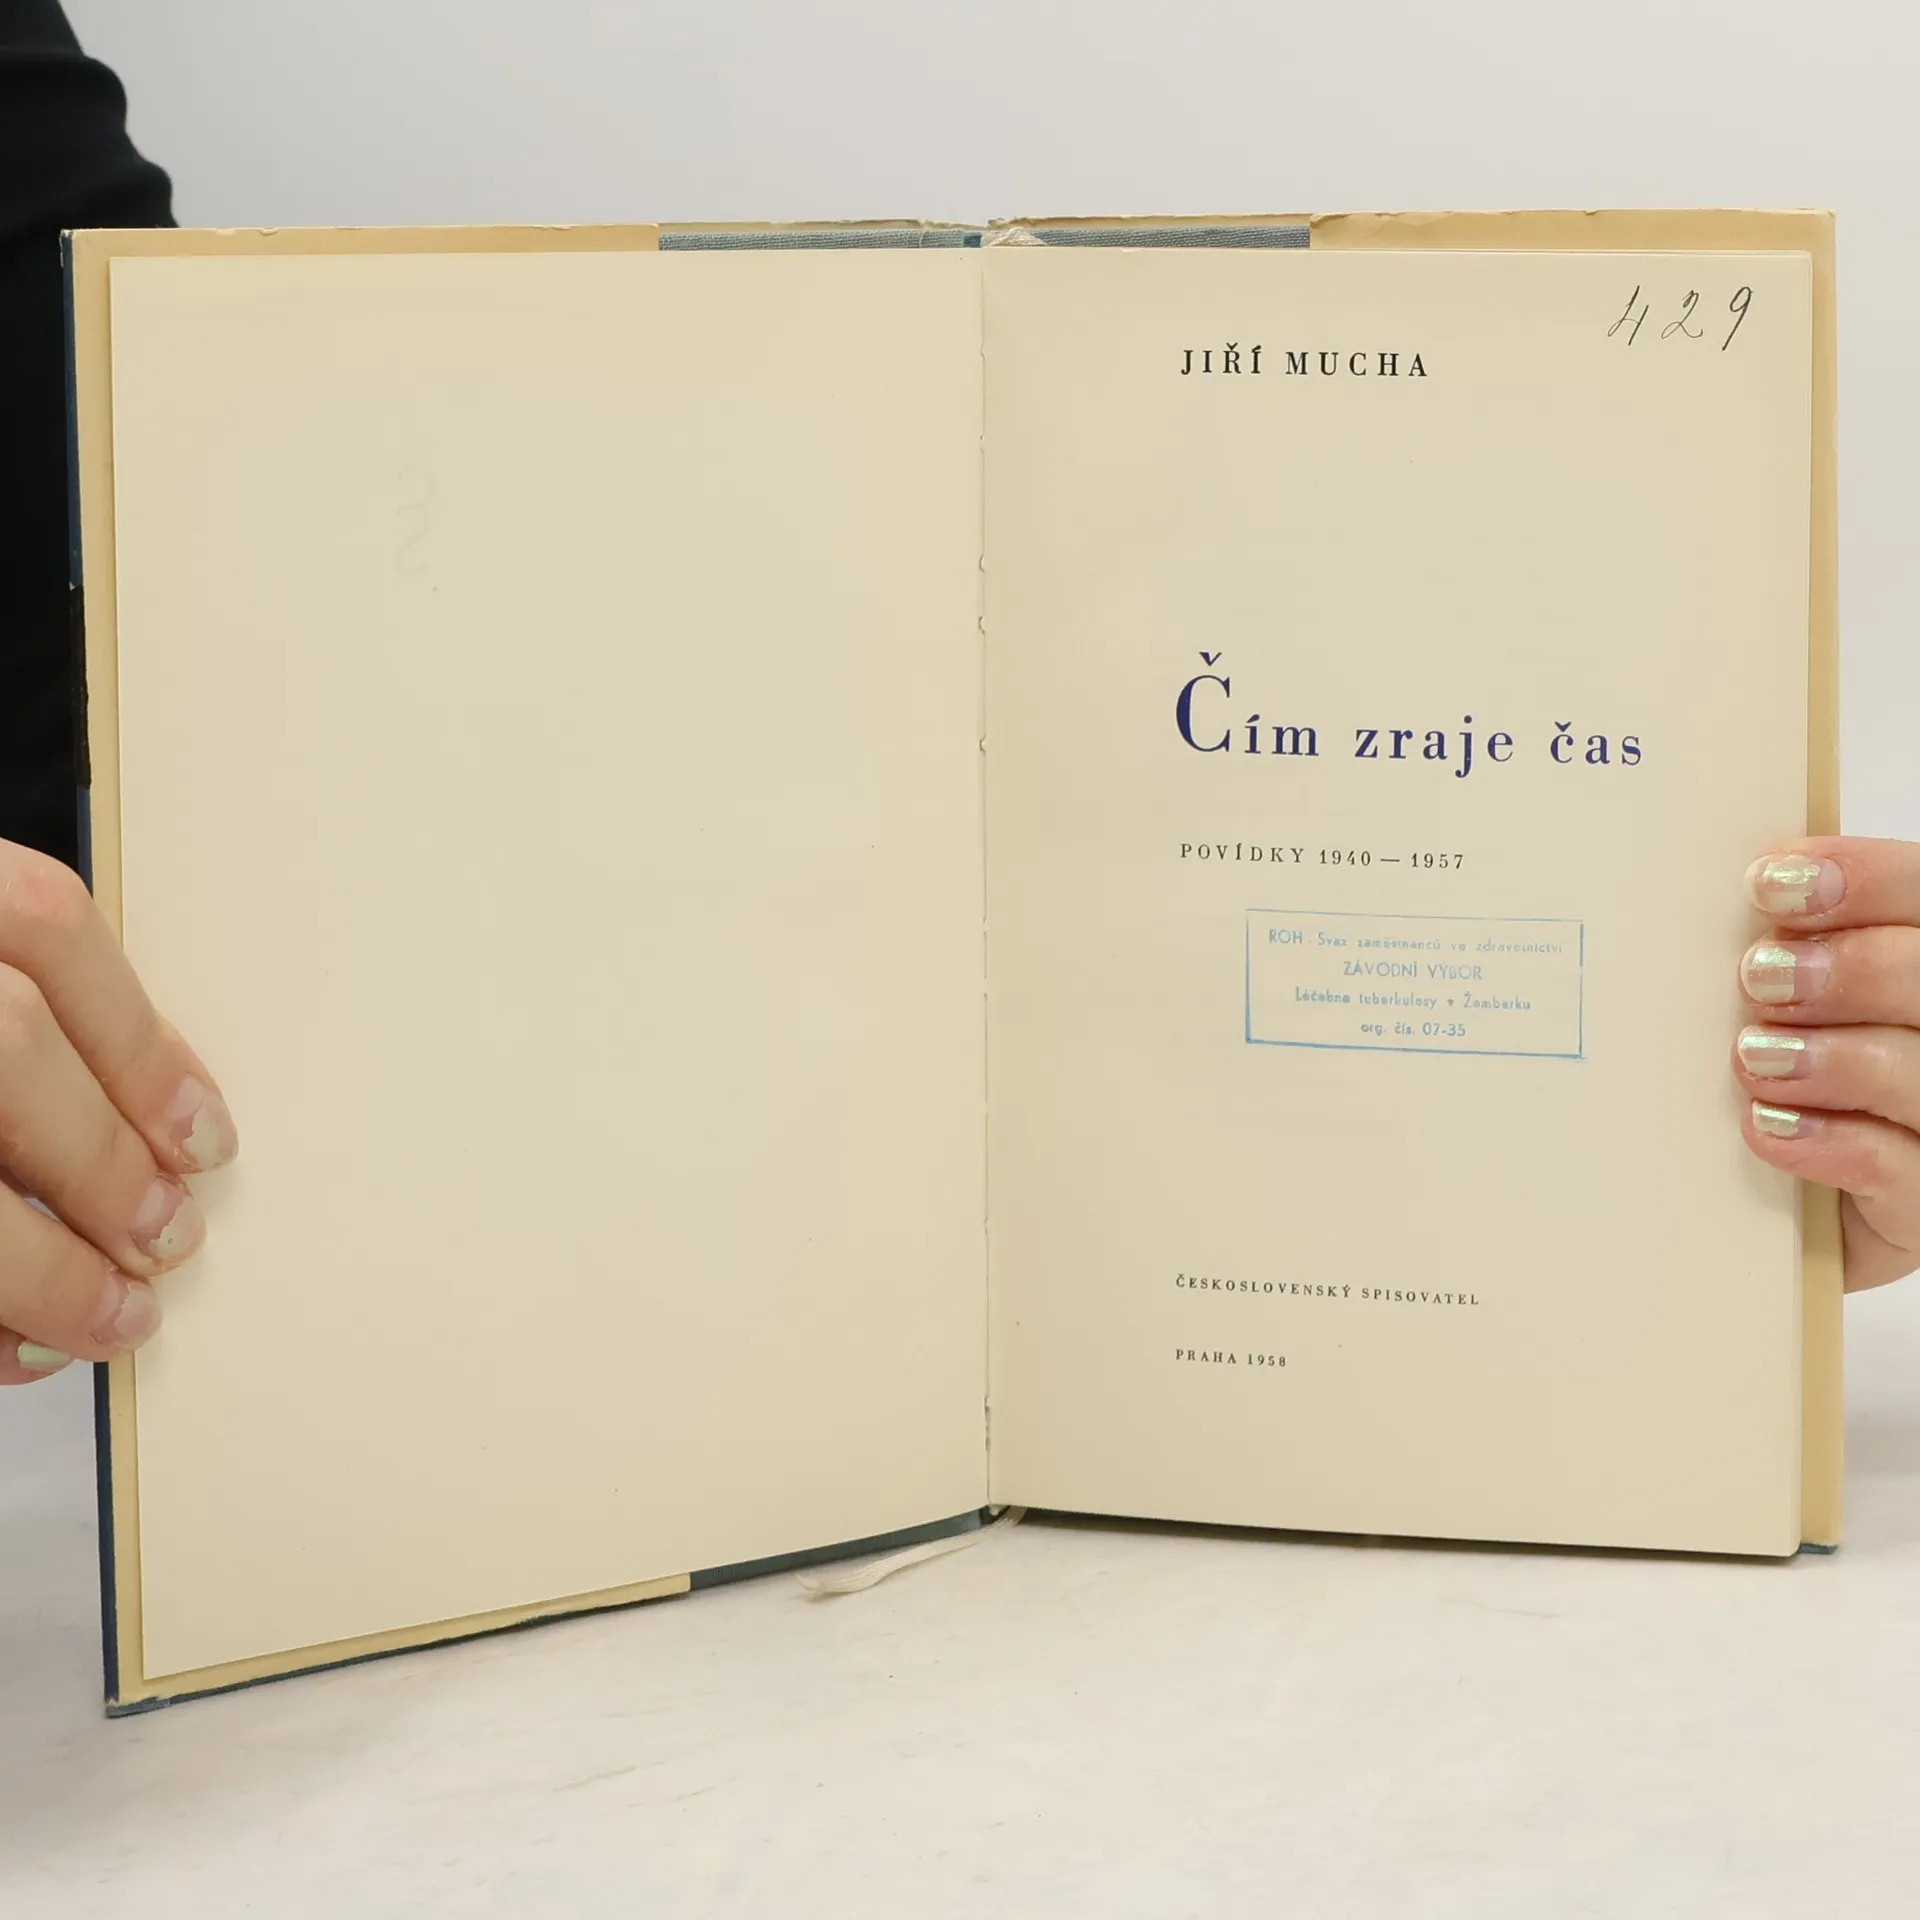 429
JIŘÍ MUCHA
Čím zraje čas
POVÍDKY 1940 — 1957
ROH . Svaz zaměstnanců ve zdravotnictví
ZÁVODNÍ VÝBOR
Léčebna tuberkulosy v Žamberku
org. čís. 07-35
ČESKOSLOVENSKÝ SPISOVATEL
PRAHA 1958